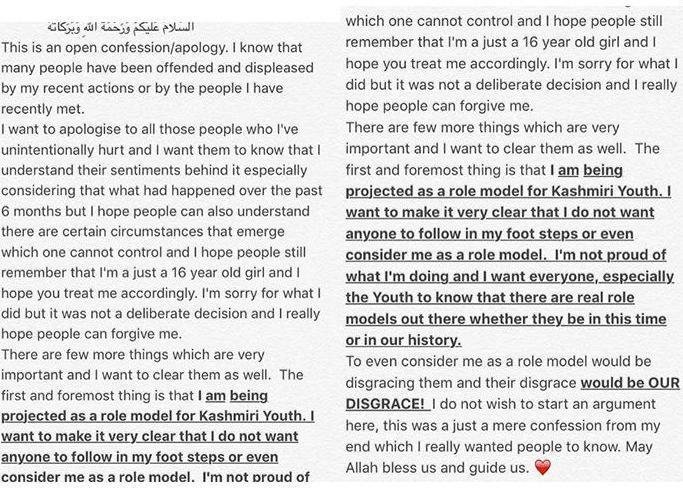 السلام عليكم ورحمة الله وبركاته
This is an open confession/apology. I know that
many people have been offended and displeased
by my recent actions or by the people I have
recently met.
I want to apologise to all those people who I've
unintentionally hurt and I want them to know that I
understand their sentiments behind it especially
considering that what had happened over the past
6 months but I hope people can also understand
there are certain circumstances that emerge
which one cannot control and I hope people still
remember that I'm a just a 16 year old girl and I
hope you treat me accordingly. I'm sorry for what I
did but it was not a deliberate decision and I really
hope people can forgive me.
There are few more things which are very
important and I want to clear them as well.  The
first and foremost thing is that I am being
projected as a role model for Kashmiri Youth. I
want to make it very clear that I do not want
anyone to follow in my foot steps or even
consider me as a role model.  I'm not proud of
which one cannot control and I hope people still
remember that I'm a just a 16 year old girl and I
hope you treat me accordingly. I'm sorry for what I
did but it was not a deliberate decision and I really
hope people can forgive me.
There are few more things which are very
important and I want to clear them as well.  The
first and foremost thing is that I am being
projected as a role model for Kashmiri Youth. I
want to make it very clear that I do not want
anyone to follow in my foot steps or even
consider me as a role model.  I'm not proud of
what I'm doing and I want everyone, especially
the Youth to know that there are real role
models out there whether they be in this time
or in our history.
To even consider me as a role model would be
disgracing them and their disgrace would be OUR
DISGRACE!  I do not wish to start an argument
here, this was a just a mere confession from my
end which I really wanted people to know. May
Allah bless us and guide us. ❤️